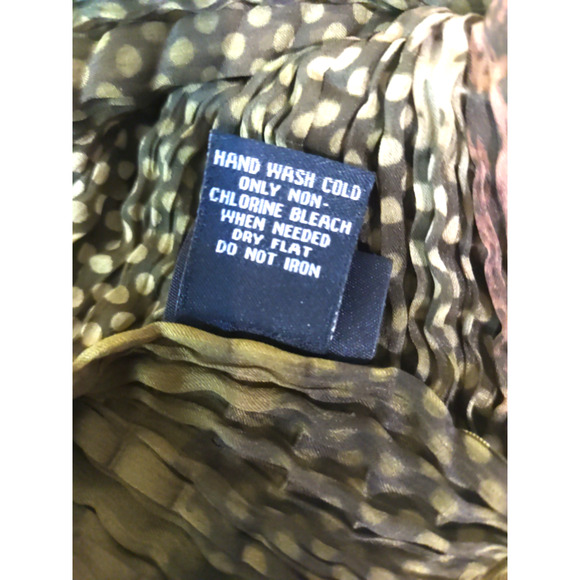 HAND WASH COLD
ONLY NON-
CHLORINE BLEACH
WHEN NEEDED
DRY FLAT
DO NOT IRON